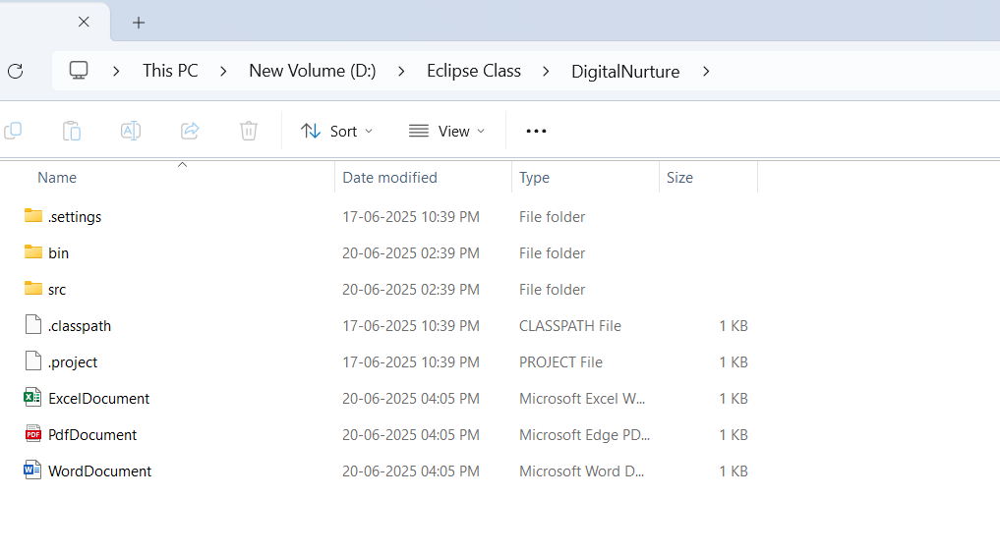 This PC > New Volume (D:) > Eclipse Class > DigitalNurture >
Sort View
Name Date modified Type Size
.settings 17-06-2025 10:39 PM File folder
bin 20-06-2025 02:39 PM File folder
src 20-06-2025 02:39 PM File folder
.classpath 17-06-2025 10:39 PM CLASSPATH File 1 KB
.project 17-06-2025 10:39 PM PROJECT File 1 KB
ExcelDocument 20-06-2025 04:05 PM Microsoft Excel W... 1 KB
PdfDocument 20-06-2025 04:05 PM Microsoft Edge PD... 1 KB
WordDocument 20-06-2025 04:05 PM Microsoft Word D... 1 KB